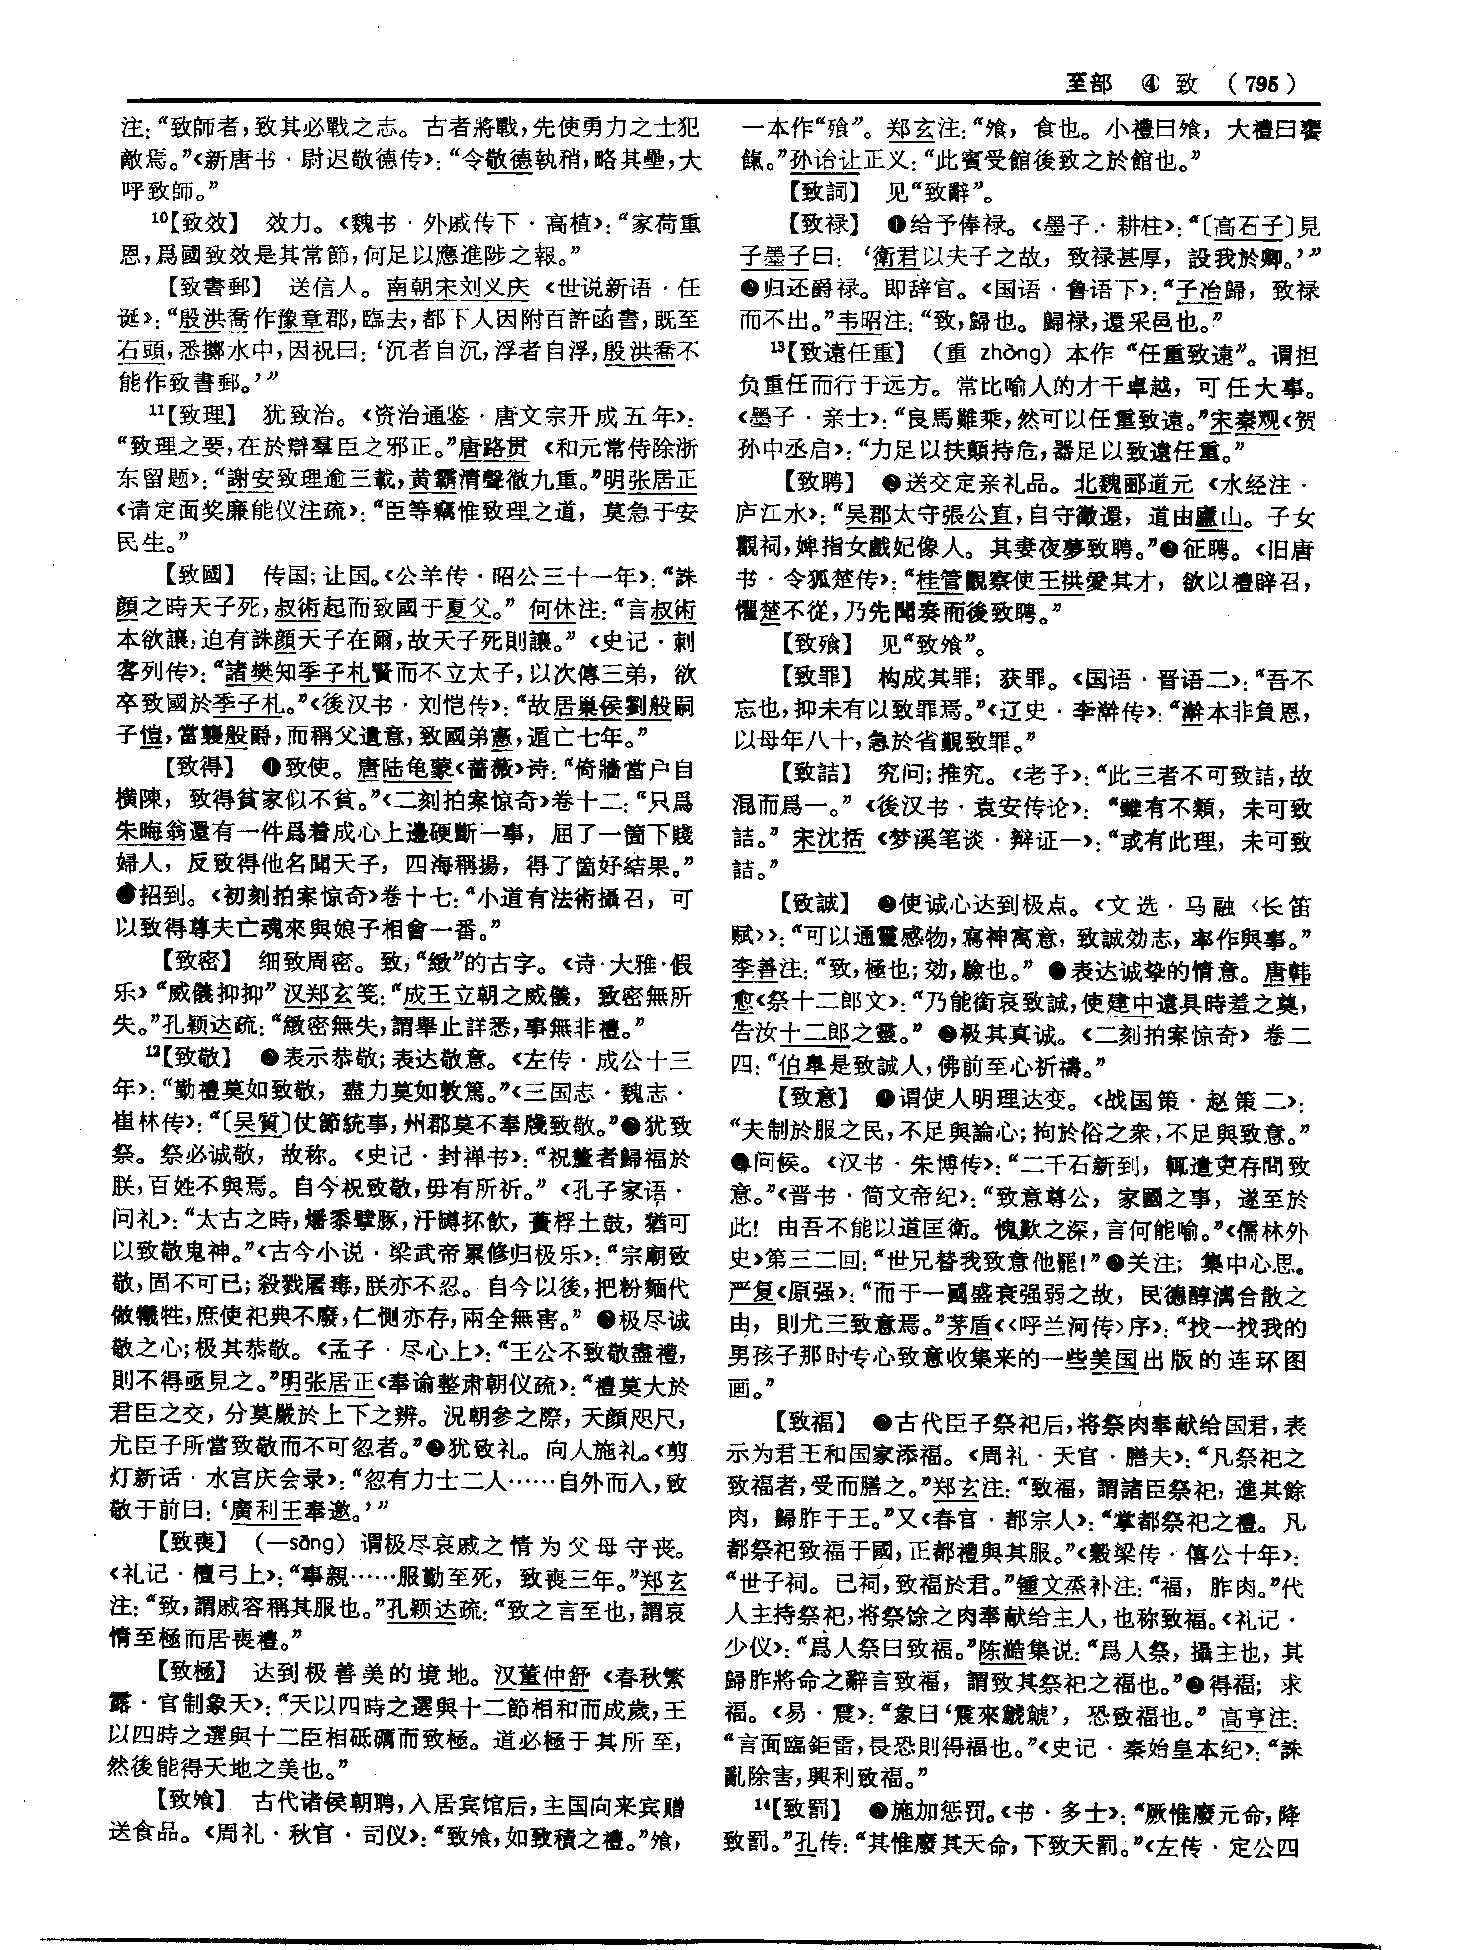 至部 ④ 致 （795）
注：“致師者，致其必戰之志。古者將戰，先使勇力之士犯
敵焉。”《新唐书·尉迟敬德传》：“令敬德執矟，略其壘，大
呼致師。”
10【致效】 效力。《魏书·外戚传下·高植》：“家荷重
恩，爲國致效是其常節，何足以應進陟之報。”
【致書郵】 送信人。南朝宋刘义庆《世说新语·任
诞》：“殷洪喬作豫章郡，臨去，都下人因附百許函書，既至
石頭，悉擲水中，因祝曰：‘沉者自沉，浮者自浮，殷洪喬不
能作致書郵。’”
11【致理】 犹致治。《资治通鉴·唐文宗开成五年》：
“致理之要，在於辯羣臣之邪正。”唐路贯《和元常侍除浙
东留题》：“謝安致理逾三載，黄霸清聲徹九重。”明张居正
《请定面奖廉能仪注疏》：“臣等竊惟致理之道，莫急于安
民生。”
【致國】 传国；让国。《公羊传·昭公三十一年》：“誅
顔之時天子死，叔術起而致國于夏父。”何休注：“言叔術
本欲讓，迫有誅顔天子在爾，故天子死則讓。”《史记·刺
客列传》：“諸樊知季子札賢而不立太子，以次傳三弟，欲
卒致國於季子札。”《後汉书·刘恺传》：“故居巢侯劉般嗣
子愷，當襲般爵，而稱父遺意，致國弟憲，遁亡七年。”
【致得】 ❶致使。唐陆龟蒙《蔷薇》诗：“倚牆當户自
横陳，致得貧家似不貧。”《二刻拍案惊奇》卷十二：“只爲
朱晦翁還有一件爲着成心上邊硬斷一事，屈了一箇下賤
婦人，反致得他名聞天子，四海稱揚，得了箇好結果。”
❷招到。《初刻拍案惊奇》卷十七：“小道有法術攝召，可
以致得尊夫亡魂來與娘子相會一番。”
【致密】 细致周密。致，“緻”的古字。《诗·大雅·假
乐》“威儀抑抑”汉郑玄笺：“成王立朝之威儀，致密無所
失。”孔颖达疏：“緻密無失，謂舉止詳悉，事無非禮。”
12【致敬】 ❶表示恭敬；表达敬意。《左传·成公十三
年》：“勤禮莫如致敬，盡力莫如敦篤。”《三国志·魏志·
崔林传》：“〔吴質〕仗節統事，州郡莫不奉牋致敬。”❷犹致
祭。祭必诚敬，故称。《史记·封禅书》：“祝釐者歸福於
朕，百姓不與焉。自今祝致敬，毋有所祈。”《孔子家语·
问礼》：“太古之時，燔黍擘豚，汙罇抔飲，蕢桴土鼓，猶可
以致敬鬼神。”《古今小说·梁武帝累修归极乐》：“宗廟致
敬，固不可已；殺戮屠毒，朕亦不忍。自今以後，把粉麵代
做犧牲，庶使祀典不廢，仁惻亦存，兩全無害。”❸极尽诚
敬之心；极其恭敬。《孟子·尽心上》：“王公不致敬盡禮，
則不得亟見之。”明张居正《奉谕整肃朝仪疏》：“禮莫大於
君臣之交，分莫嚴於上下之辨。況朝參之際，天顔咫尺，
尤臣子所當致敬而不可忽者。”❹犹致礼。向人施礼。《剪
灯新话·水宫庆会录》：“忽有力士二人……自外而入，致
敬于前曰：‘廣利王奉邀。’”
【致喪】 （—sāng）谓极尽哀戚之情为父母守丧。
《礼记·檀弓上》：“事親……服勤至死，致喪三年。”郑玄
注：“致，謂戚容稱其服也。”孔颖达疏：“致之言至也，謂哀
情至極而居喪禮。”
【致極】 达到极善美的境地。汉董仲舒《春秋繁
露·官制象天》：“天以四時之選與十二節相和而成歲，王
以四時之選與十二臣相砥礪而致極。道必極于其所至，
然後能得天地之美也。”
【致飧】 古代诸侯朝聘，入居宾馆后，主国向来宾赠
送食品。《周礼·秋官·司仪》：“致飧，如致積之禮。”飧，
一本作“飱”。郑玄注：“飧，食也。小禮曰飧，大禮曰饔
餼。”孙诒让正义：“此賓受館後致之於館也。”
【致詞】 见“致辭”。
【致禄】 ❶给予俸禄。《墨子·耕柱》：“〔高石子〕見
子墨子曰：‘衛君以夫子之故，致禄甚厚，設我於卿。’”
❷归还爵禄。即辞官。《国语·鲁语下》：“子冶歸，致禄
而不出。”韦昭注：“致，歸也。歸禄，還采邑也。”
13【致遠任重】 （重 zhòng）本作“任重致遠”。谓担
负重任而行于远方。常比喻人的才干卓越，可任大事。
《墨子·亲士》：“良馬難乘，然可以任重致遠。”宋秦观《贺
孙中丞启》：“力足以扶顛持危，器足以致遠任重。”
【致聘】 ❶送交定亲礼品。北魏郦道元《水经注·
庐江水》：“吴郡太守張公直，自守徵還，道由廬山。子女
觀祠，婢指女戲妃像人。其妻夜夢致聘。”❷征聘。《旧唐
书·令狐楚传》：“桂管觀察使王拱愛其才，欲以禮辟召，
懼楚不從，乃先聞奏而後致聘。”
【致飱】 见“致飧”。
【致罪】 构成其罪；获罪。《国语·晋语二》：“吾不
忘也，抑未有以致罪焉。”《辽史·李澣传》：“澣本非負恩，
以母年八十，急於省覲致罪。”
【致詰】 究问；推究。《老子》：“此三者不可致詰，故
混而爲一。”《後汉书·袁安传论》：“雖有不類，未可致
詰。”宋沈括《梦溪笔谈·辩证一》：“或有此理，未可致
詰。”
【致誠】 ❶使诚心达到极点。《文选·马融〈长笛
赋〉》：“可以通靈感物，寫神寓意，致誠効志，率作興事。”
李善注：“致，極也；効，驗也。”❷表达诚挚的情意。唐韩
愈《祭十二郎文》：“乃能銜哀致誠，使建中遠具時羞之奠，
告汝十二郎之靈。”❸极其真诚。《二刻拍案惊奇》卷二
四：“伯皋是致誠人，佛前至心祈禱。”
【致意】 ❶谓使人明理达变。《战国策·赵策二》：
“夫制於服之民，不足與論心；拘於俗之衆，不足與致意。”
❷问候。《汉书·朱博传》：“二千石新到，輒遣吏存問致
意。”《晋书·简文帝纪》：“致意尊公，家國之事，遂至於
此！由吾不能以道匡衛。愧歎之深，言何能喻。”《儒林外
史》第三二回：“世兄替我致意他罷！”❸关注；集中心思。
严复《原强》：“而于一國盛衰强弱之故，民德醇漓合散之
由，則尤三致意焉。”茅盾《〈呼兰河传〉序》：“找一找我的
男孩子那时专心致意收集来的一些美国出版的连环图
画。”
【致福】 ❶古代臣子祭祀后，将祭肉奉献给国君，表
示为君王和国家添福。《周礼·天官·膳夫》：“凡祭祀之
致福者，受而膳之。”郑玄注：“致福，謂諸臣祭祀，進其餘
肉，歸胙于王。”又《春官·都宗人》：“掌都祭祀之禮。凡
都祭祀致福于國，正都禮與其服。”《穀梁传·僖公十年》：
“世子祠。已祠，致福於君。”鍾文烝补注：“福，胙肉。”代
人主持祭祀，将祭馀之肉奉献给主人，也称致福。《礼记·
少仪》：“爲人祭曰致福。”陈澔集说：“爲人祭，攝主也，其
歸胙將命之辭言致福，謂致其祭祀之福也。”❷得福；求
福。《易·震》：“象曰‘震來虩虩’，恐致福也。”高亨注：
“言面臨鉅雷，畏恐則得福也。”《史记·秦始皇本纪》：“誅
亂除害，興利致福。”
14【致罰】 ❶施加惩罚。《书·多士》：“厥惟廢元命，降
致罰。”孔传：“其惟廢其天命，下致天罰。”《左传·定公四